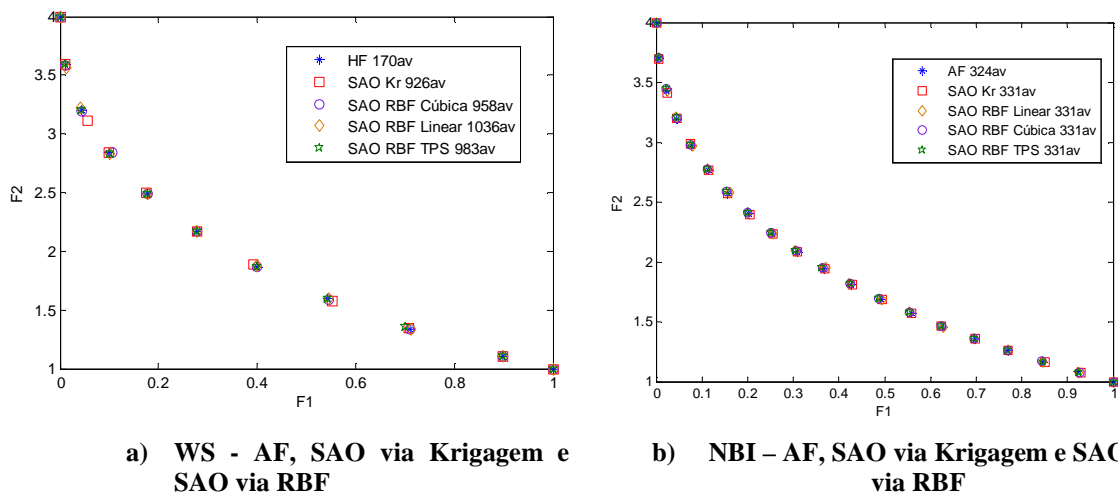 4
3.5
3
2.5
2
1.5
1
F2
0
0.2
0.4
0.6
0.8
1
F1
HF 170av
SAO Kr 926av
SAO RBF Cúbica 958av
SAO RBF Linear 1036av
SAO RBF TPS 983av
a) WS - AF, SAO via Krigagem e
SAO via RBF
4
3.5
3
2.5
2
1.5
1
F2
0
0.1
0.2
0.3
0.4
0.5
0.6
0.7
0.8
0.9
1
F1
AF 324av
SAO Kr 331av
SAO RBF Linear 331av
SAO RBF Cúbica 331av
SAO RBF TPS 331av
b) NBI – AF, SAO via Krigagem e SAO
via RBF